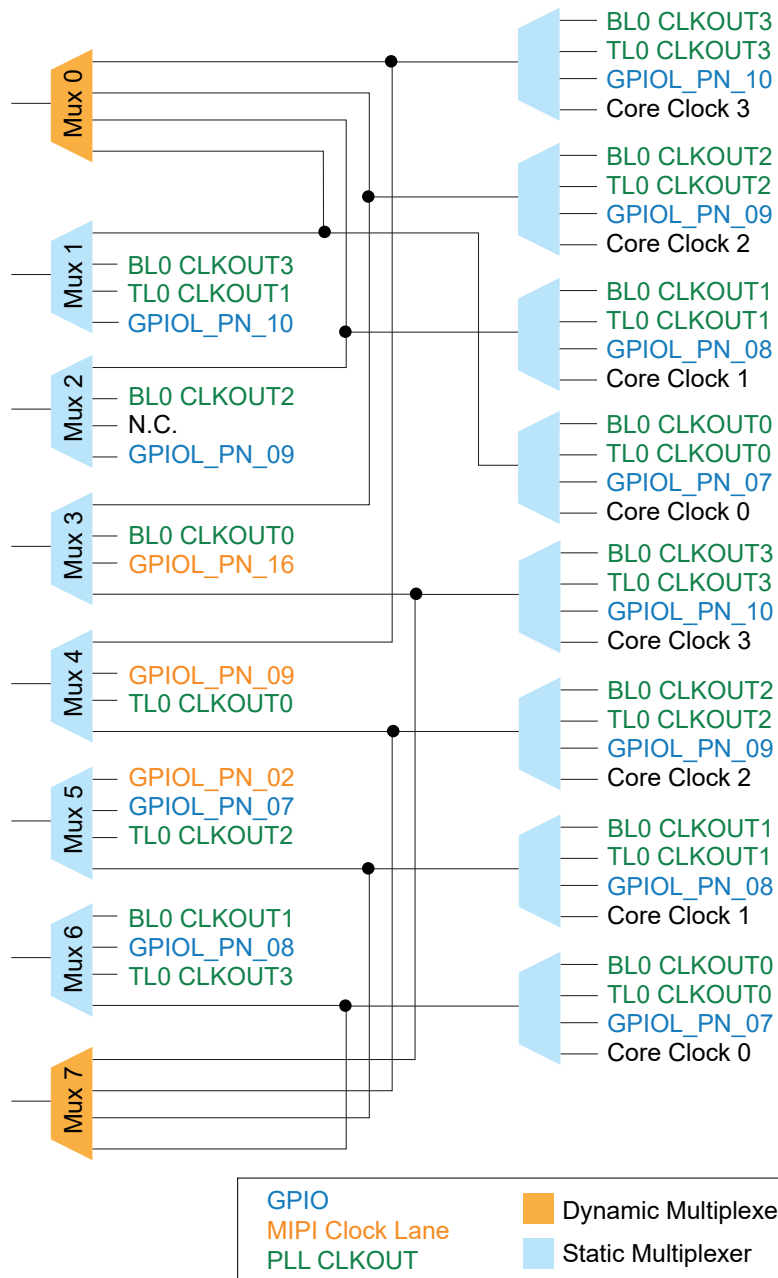 Mux 0
Mux 1
BL0 CLKOUT3
TL0 CLKOUT1
GPIOL_PN_10
Mux 2
BL0 CLKOUT2
N.C.
GPIOL_PN_09
Mux 3
BL0 CLKOUT0
GPIOL_PN_16
Mux 4
GPIOL_PN_09
TL0 CLKOUT0
Mux 5
GPIOL_PN_02
GPIOL_PN_07
TL0 CLKOUT2
Mux 6
BL0 CLKOUT1
GPIOL_PN_08
TL0 CLKOUT3
Mux 7
BL0 CLKOUT3
TL0 CLKOUT3
GPIOL_PN_10
Core Clock 3
BL0 CLKOUT2
TL0 CLKOUT2
GPIOL_PN_09
Core Clock 2
BL0 CLKOUT1
TL0 CLKOUT1
GPIOL_PN_08
Core Clock 1
BL0 CLKOUT0
TL0 CLKOUT0
GPIOL_PN_07
Core Clock 0
BL0 CLKOUT3
TL0 CLKOUT3
GPIOL_PN_10
Core Clock 3
BL0 CLKOUT2
TL0 CLKOUT2
GPIOL_PN_09
Core Clock 2
BL0 CLKOUT1
TL0 CLKOUT1
GPIOL_PN_08
Core Clock 1
BL0 CLKOUT0
TL0 CLKOUT0
GPIOL_PN_07
Core Clock 0
GPIO
MIPI Clock Lane
PLL CLKOUT
Dynamic Multiplexe
Static Multiplexer